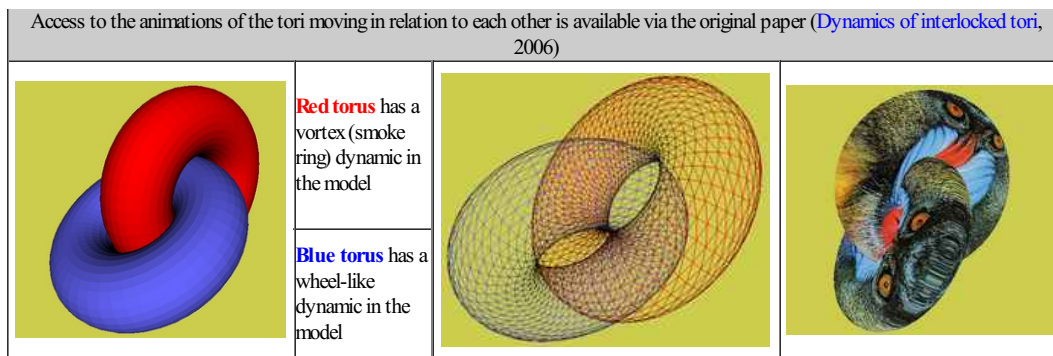 Access to the animations of the tori moving in relation to each other is available via the original paper (Dynamics of interlocked tori,
2006)
Red torus has a
vortex (smoke
ring) dynamic in
the model
Blue torus has a
wheel-like
dynamic in the
model